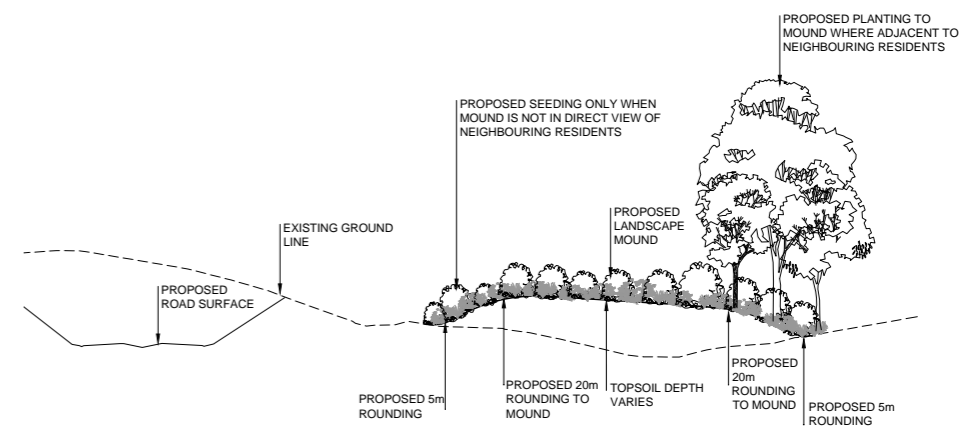 PROPOSED PLANTING TO
MOUND WHERE ADJACENT TO
NEIGHBOURING RESIDENTS
PROPOSED SEEDING ONLY WHEN
MOUND IS NOT IN DIRECT VIEW OF
NEIGHBOURING RESIDENTS
PROPOSED
LANDSCAPE
MOUND
EXISTING GROUND
LINE
PROPOSED
ROAD SURFACE
PROPOSED 5m
ROUNDING
PROPOSED 20m
ROUNDING TO
MOUND
TOPSOIL DEPTH
VARIES
PROPOSED
20m
ROUNDING
TO MOUND
PROPOSED 5m
ROUNDING